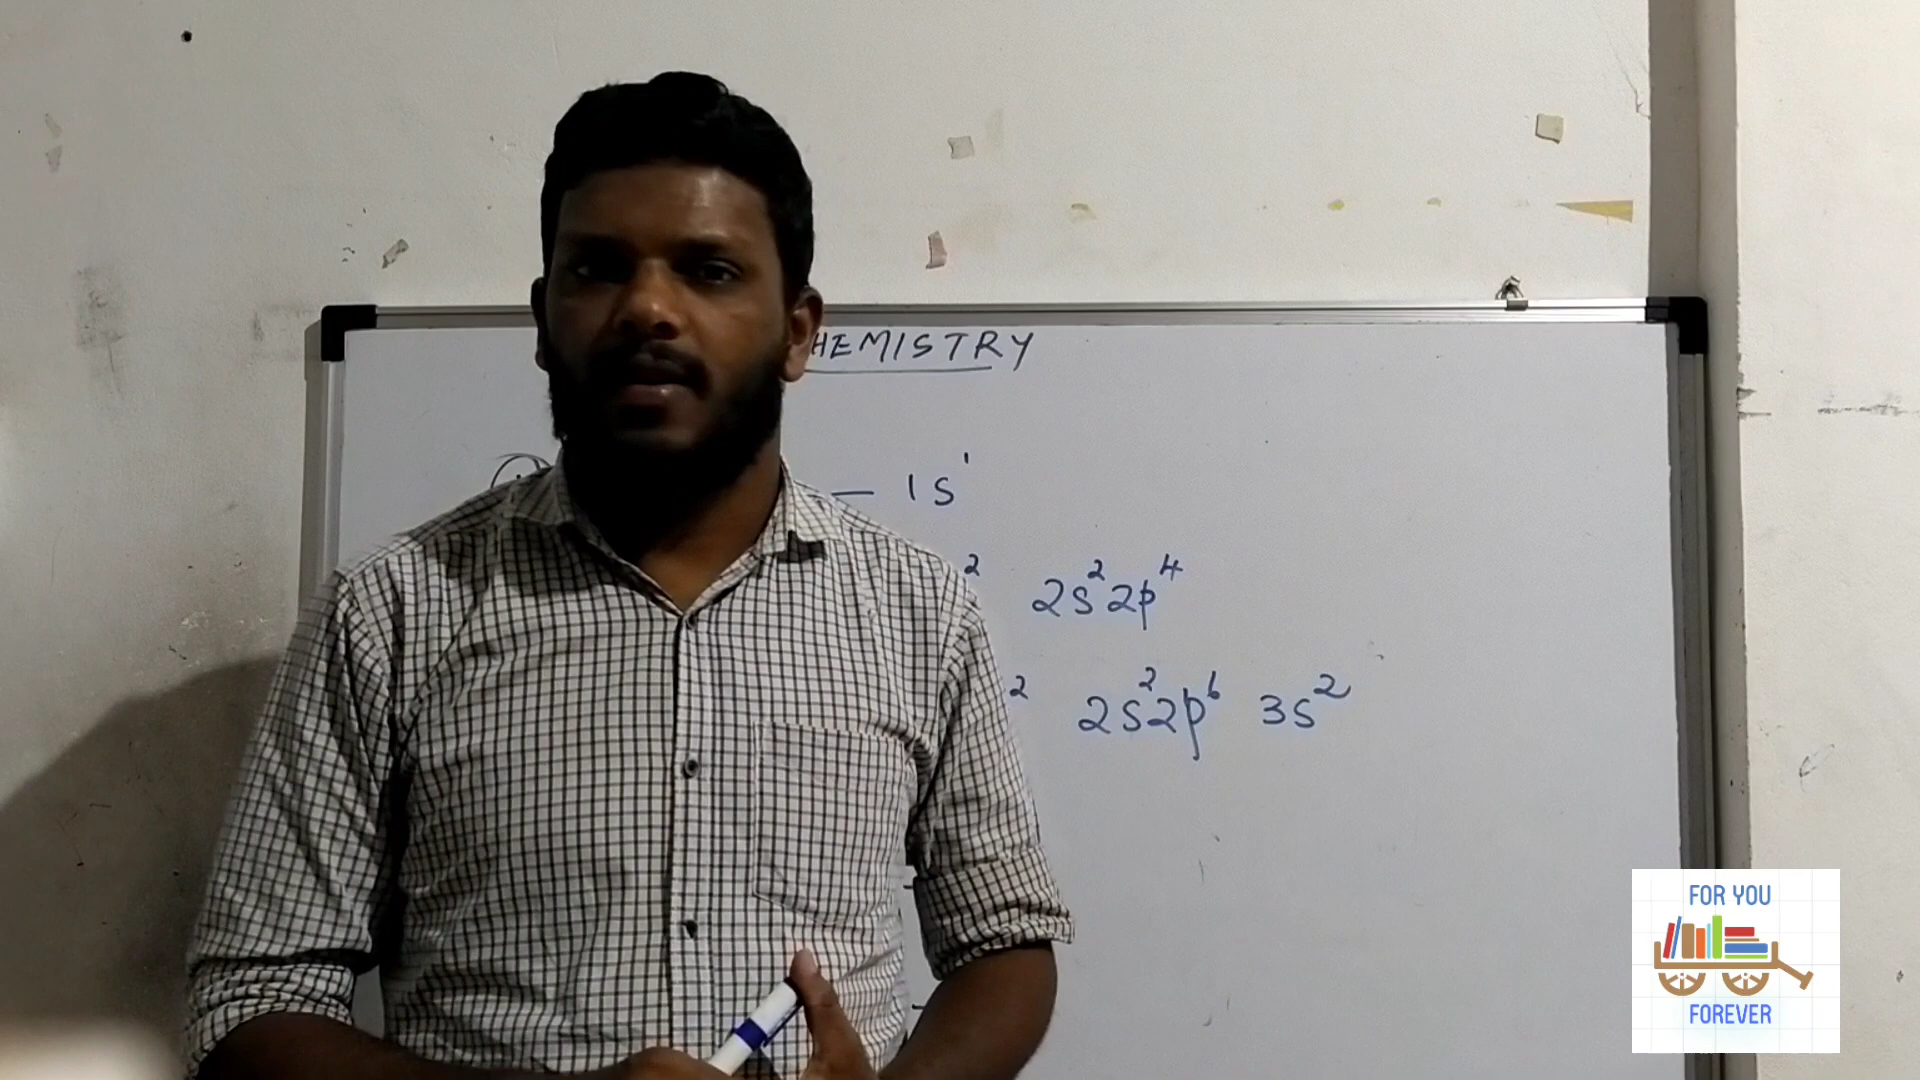 HEMISTRY
— 1s¹
² 2s²2p⁴
² 2s²2p⁶ 3s²
FOR YOU
FOREVER